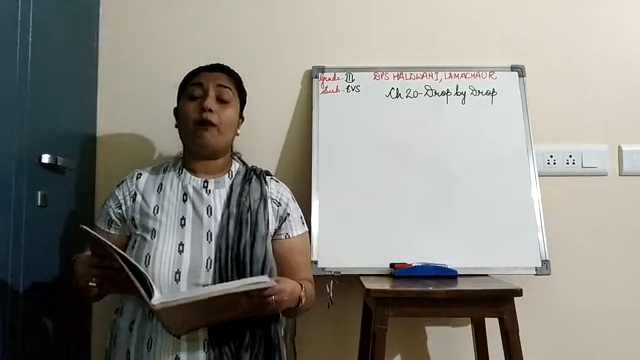 Grade - III
DPS HALDWANI, LAMACHAUR
Sub - EVS
Ch 20 - Drop by Drop